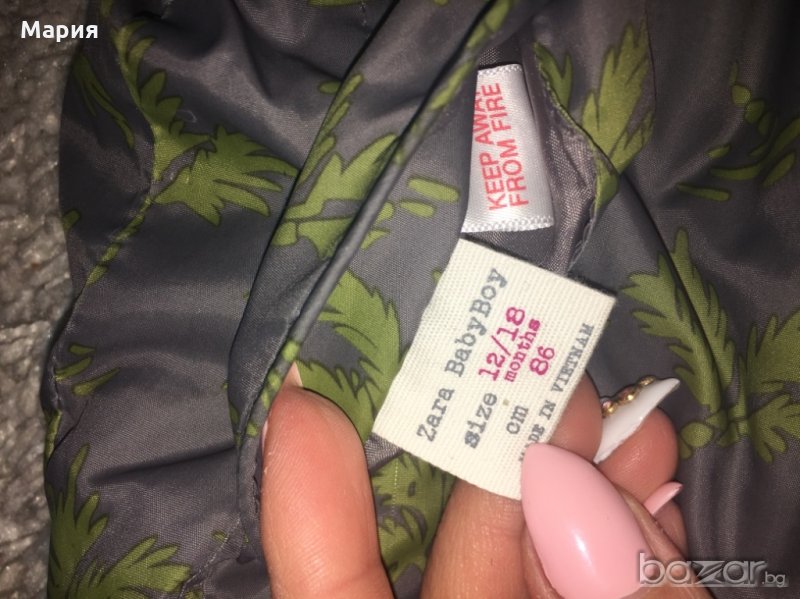 Мария
KEEP AWAY
FROM FIRE
Zara BabyBoy
size 12/18
months
cm 86
MADE IN VIETNAM
bazar.bg